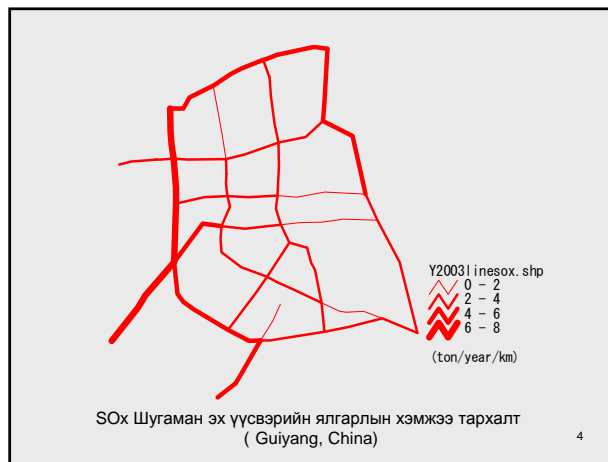 Y2003linesox.shp
0 - 2
2 - 4
4 - 6
6 - 8
(ton/year/km)
SOx Шугаман эх үүсвэрийн ялгарлын хэмжээ тархалт
( Guiyang, China)
4